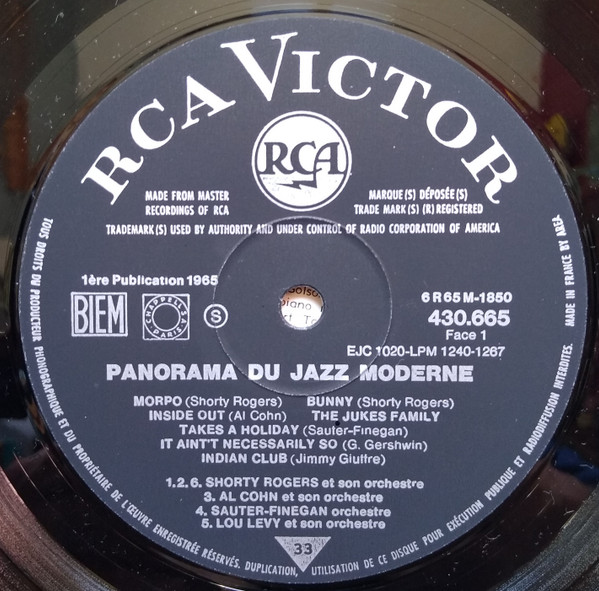 RCA VICTOR
RCA
MADE FROM MASTER
RECORDINGS OF RCA
MARQUE(S) DÉPOSÉE(S)
TRADE MARK(S) (R) REGISTERED
TRADEMARK(S) USED BY AUTHORITY AND UNDER CONTROL OF RADIO CORPORATION OF AMERICA
1ère Publication 1965
BIEM
CHAPPELL S.A.
PARIS
S
6 R 65 M-1850
430.665
Face 1
EJC 1020-LPM 1240-1267
PANORAMA DU JAZZ MODERNE
MORPO (Shorty Rogers) BUNNY (Shorty Rogers)
INSIDE OUT (Al Cohn) THE JUKES FAMILY
TAKES A HOLIDAY (Sauter-Finegan)
IT AIN'T NECESSARILY SO (G. Gershwin)
INDIAN CLUB (Jimmy Giuffre)
1.2.6. SHORTY ROGERS et son orchestre
3. AL COHN et son orchestre
4. SAUTER-FINEGAN orchestre
5. LOU LEVY et son orchestre
33
TOUS DROITS DU PRODUCTEUR PHONOGRAPHIQUE ET DU PROPRIÉTAIRE DE L'ŒUVRE ENREGISTRÉE RÉSERVÉS. DUPLICATION, UTILISATION DE CE DISQUE POUR EXÉCUTION PUBLIQUE ET RADIODIFFUSION INTERDITES. MADE IN FRANCE BY AREA
piano